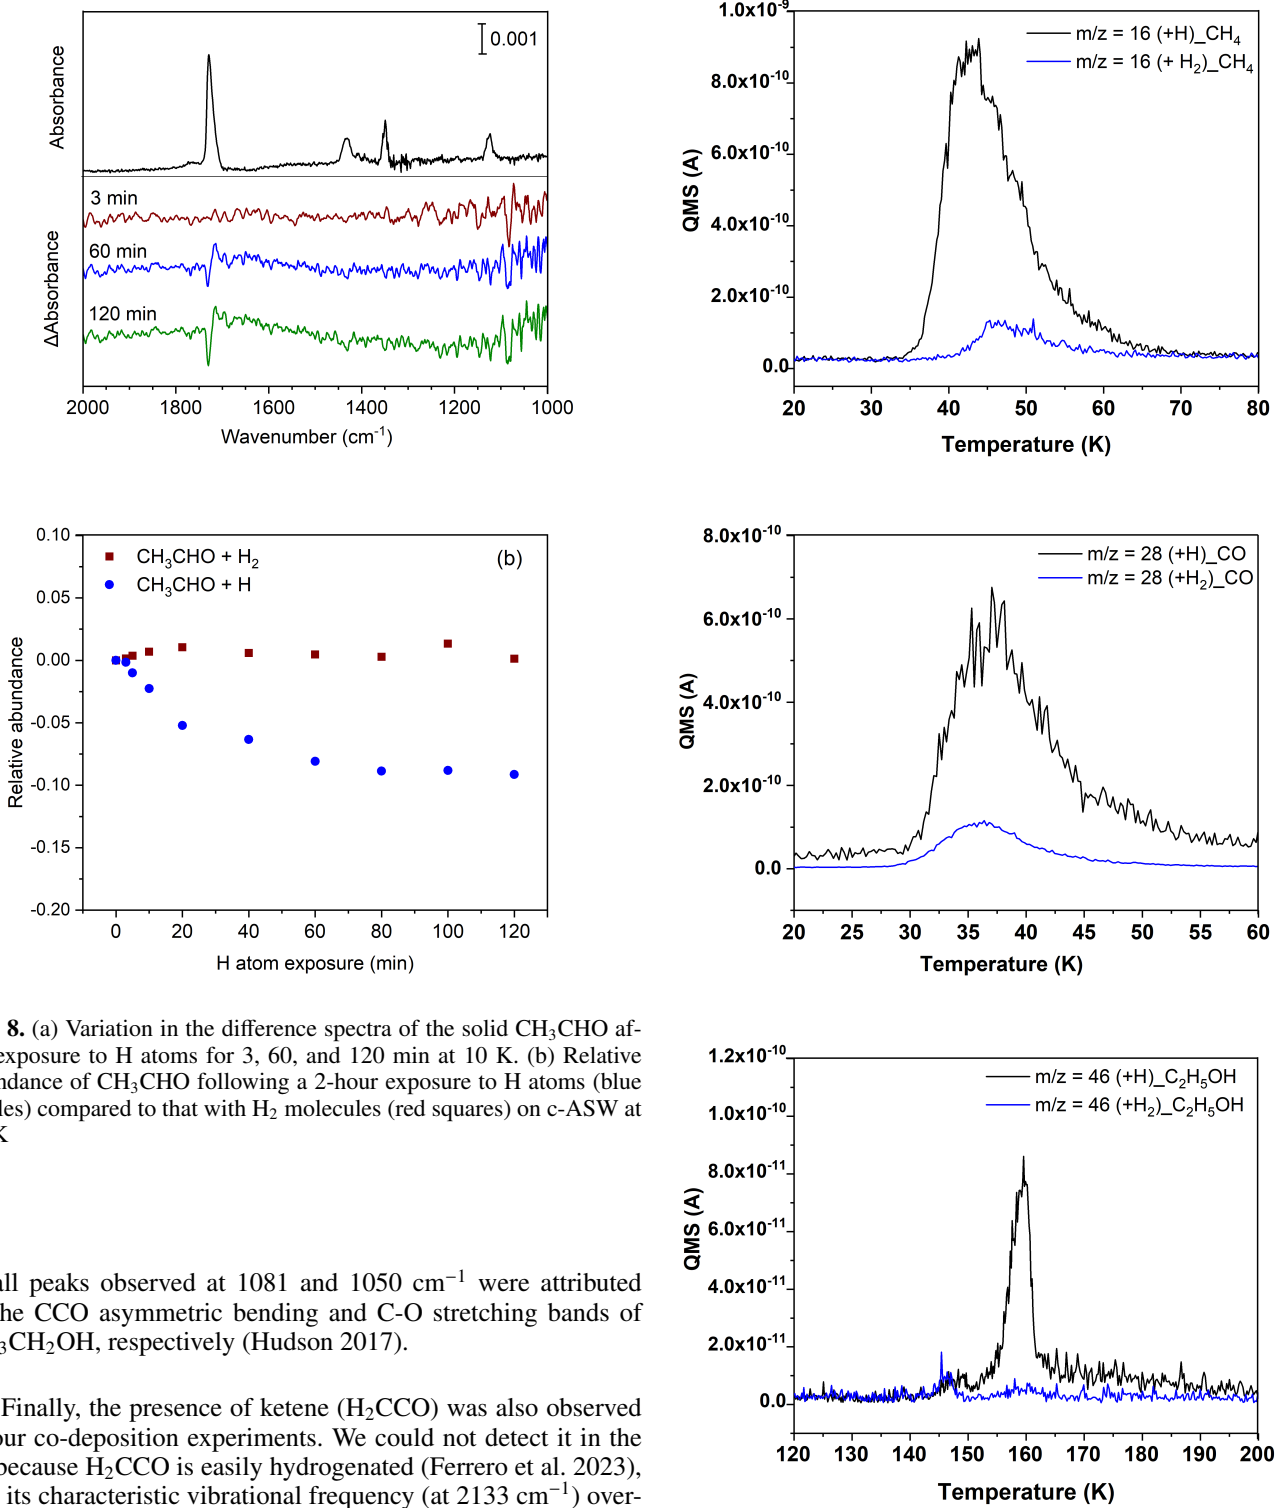 0.001
Absorbance
ΔAbsorbance
3 min
60 min
120 min
2000 1800 1600 1400 1200 1000
Wavenumber (cm⁻¹)
0.10
0.05
0.00
-0.05
-0.10
-0.15
-0.20
Relative abundance
CH₃CHO + H₂
CH₃CHO + H
(b)
0 20 40 60 80 100 120
H atom exposure (min)
8. (a) Variation in the difference spectra of the solid CH₃CHO af-
exposure to H atoms for 3, 60, and 120 min at 10 K. (b) Relative
ndance of CH₃CHO following a 2-hour exposure to H atoms (blue
les) compared to that with H₂ molecules (red squares) on c-ASW at
K
all peaks observed at 1081 and 1050 cm⁻¹ were attributed
he CCO asymmetric bending and C-O stretching bands of
₃CH₂OH, respectively (Hudson 2017).
Finally, the presence of ketene (H₂CCO) was also observed
our co-deposition experiments. We could not detect it in the
because H₂CCO is easily hydrogenated (Ferrero et al. 2023),
its characteristic vibrational frequency (at 2133 cm⁻¹) over-
1.0x10⁻⁹
8.0x10⁻¹⁰
6.0x10⁻¹⁰
4.0x10⁻¹⁰
2.0x10⁻¹⁰
0.0
QMS (A)
m/z = 16 (+H)_CH₄
m/z = 16 (+ H₂)_CH₄
20 30 40 50 60 70 80
Temperature (K)
8.0x10⁻¹⁰
6.0x10⁻¹⁰
4.0x10⁻¹⁰
2.0x10⁻¹⁰
0.0
QMS (A)
m/z = 28 (+H)_CO
m/z = 28 (+H₂)_CO
20 25 30 35 40 45 50 55 60
Temperature (K)
1.2x10⁻¹⁰
1.0x10⁻¹⁰
8.0x10⁻¹¹
6.0x10⁻¹¹
4.0x10⁻¹¹
2.0x10⁻¹¹
0.0
QMS (A)
m/z = 46 (+H)_C₂H₅OH
m/z = 46 (+H₂)_C₂H₅OH
120 130 140 150 160 170 180 190 200
Temperature (K)